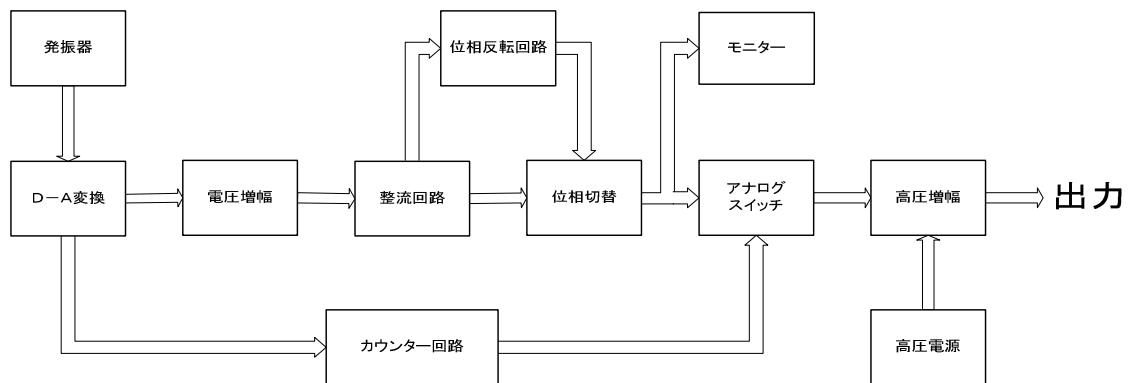 発振器
位相反転回路
モニター
D－A変換
電圧増幅
整流回路
位相切替
アナログ
スイッチ
高圧増幅
出力
カウンター回路
高圧電源